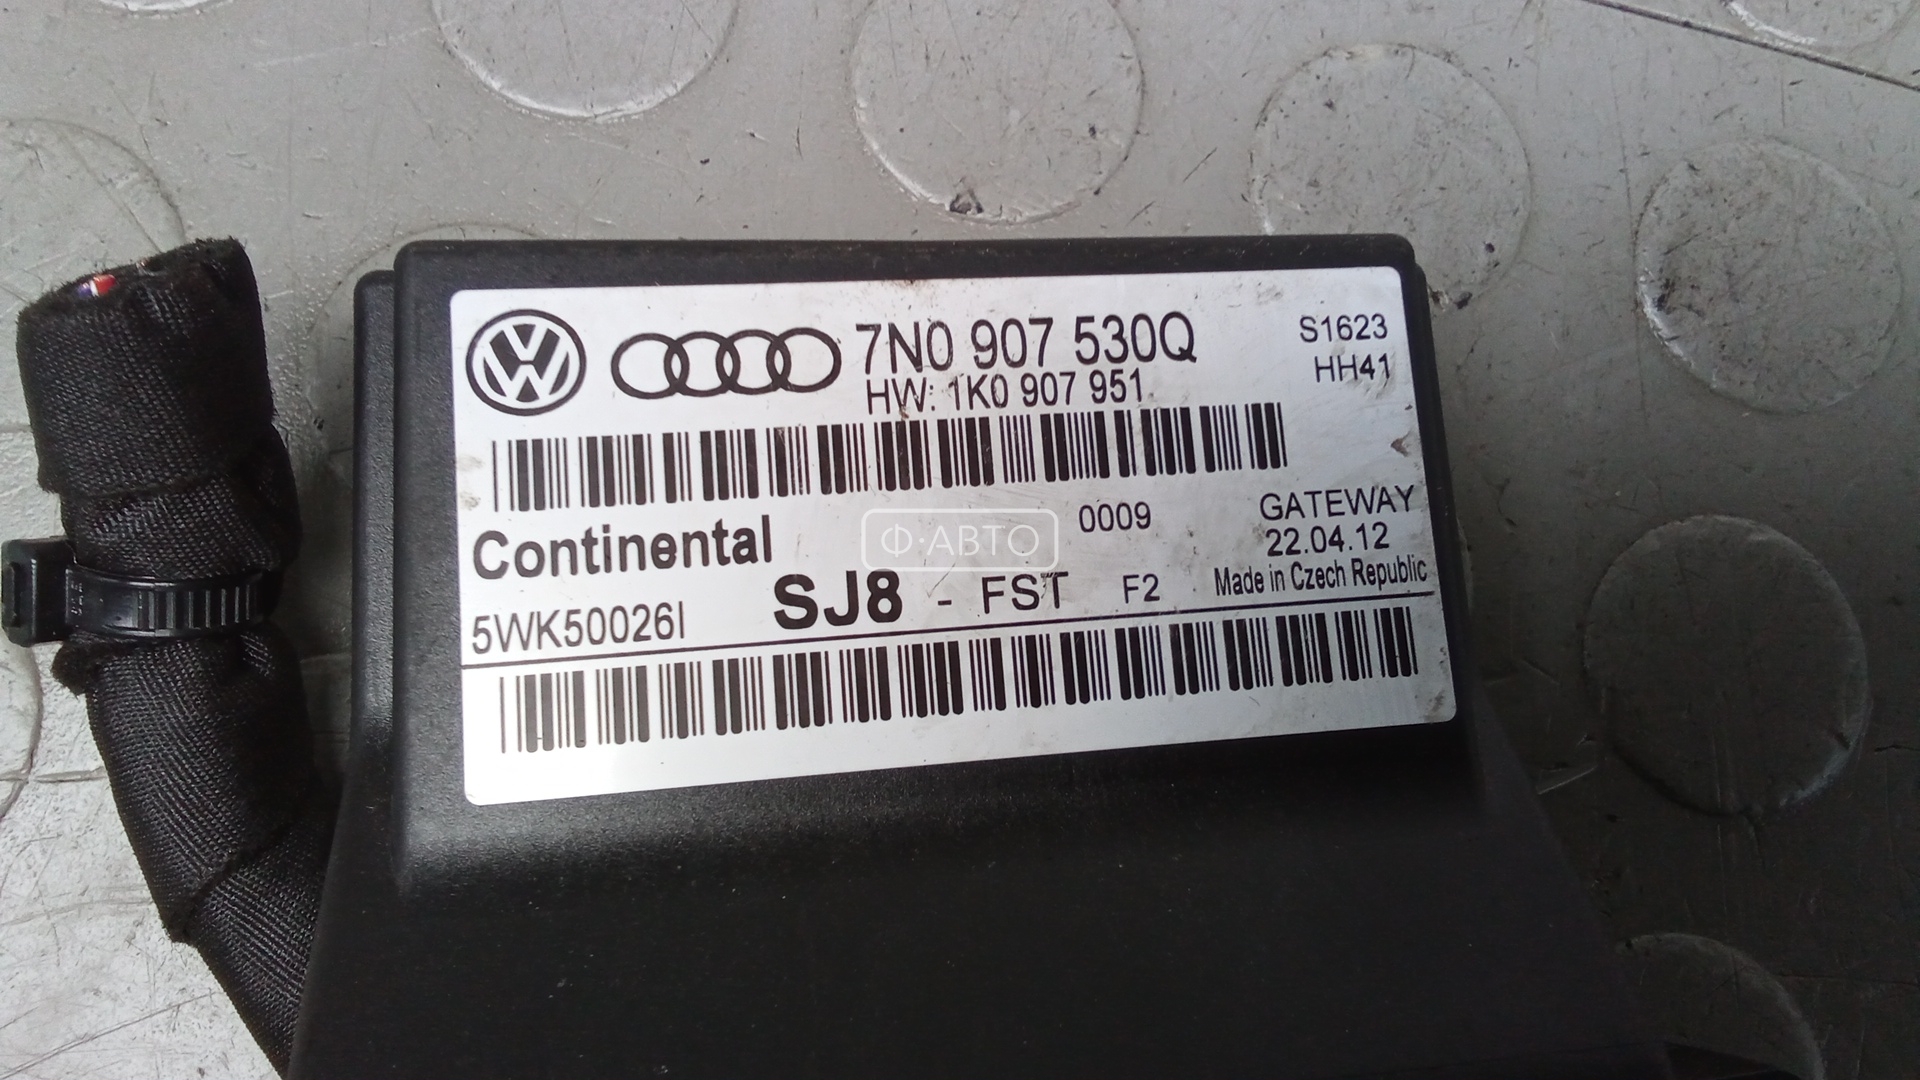 7N0 907 530Q
HW: 1K0 907 951
S1623
HH41
Continental
0009
GATEWAY
22.04.12
Made in Czech Republic
5WK50026I
SJ8 - FST F2
Ф·АВТО